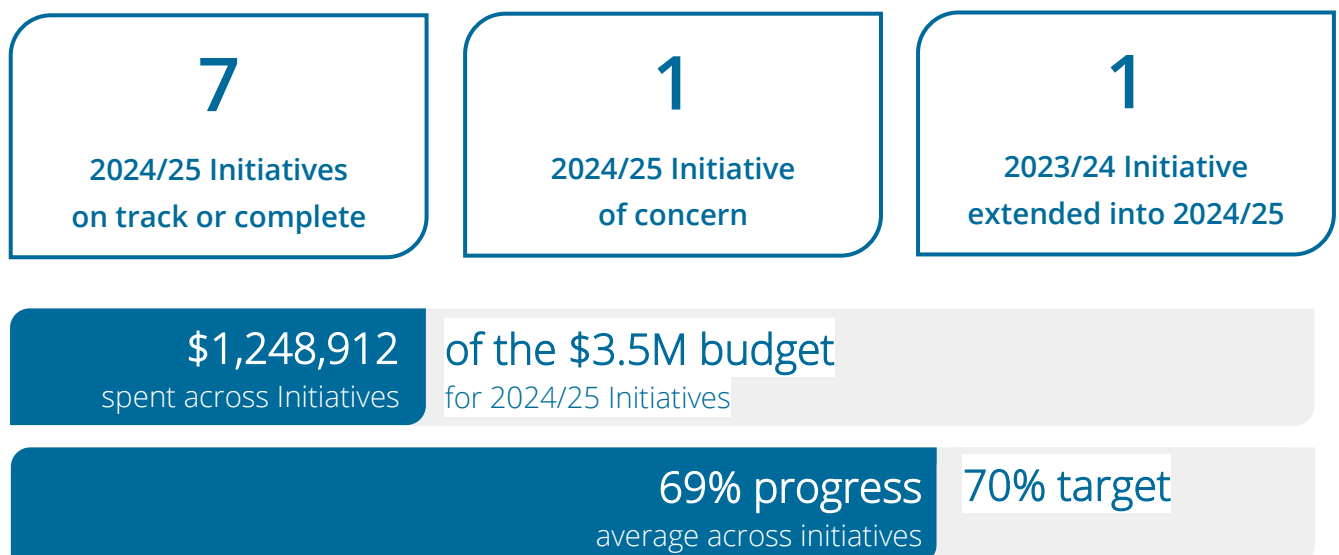 7
2024/25 Initiatives
on track or complete
1
2024/25 Initiative
of concern
1
2023/24 Initiative
extended into 2024/25
$1,248,912
spent across Initiatives
of the $3.5M budget
for 2024/25 Initiatives
69% progress
average across initiatives
70% target